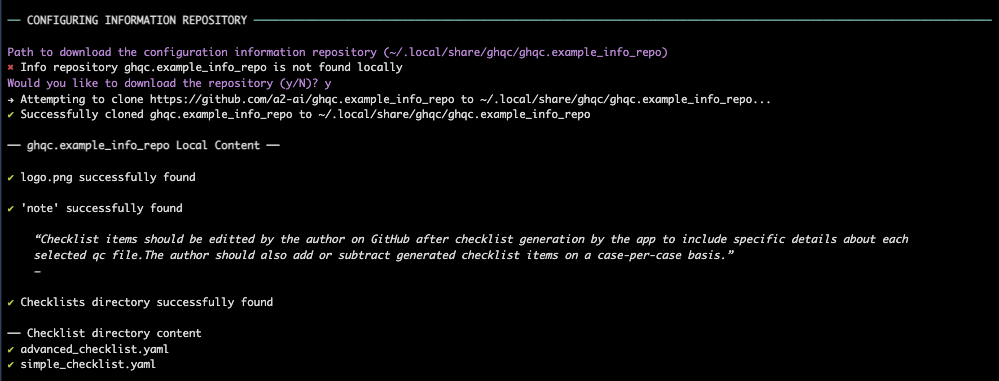 ── CONFIGURING INFORMATION REPOSITORY ──────────
Path to download the configuration information repository (~/.local/share/ghqc/ghqc.example_info_repo)
✖ Info repository ghqc.example_info_repo is not found locally
Would you like to download the repository (y/N)? y
→ Attempting to clone https://github.com/a2-ai/ghqc.example_info_repo to ~/.local/share/ghqc/ghqc.example_info_repo...
✔ Successfully cloned ghqc.example_info_repo to ~/.local/share/ghqc/ghqc.example_info_repo
── ghqc.example_info_repo Local Content ──
✔ logo.png successfully found
✔ 'note' successfully found
“Checklist items should be editted by the author on GitHub after checklist generation by the app to include specific details about each
selected qc file.The author should also add or subtract generated checklist items on a case-per-case basis.”
—
✔ Checklists directory successfully found
── Checklist directory content
✔ advanced_checklist.yaml
✔ simple_checklist.yaml